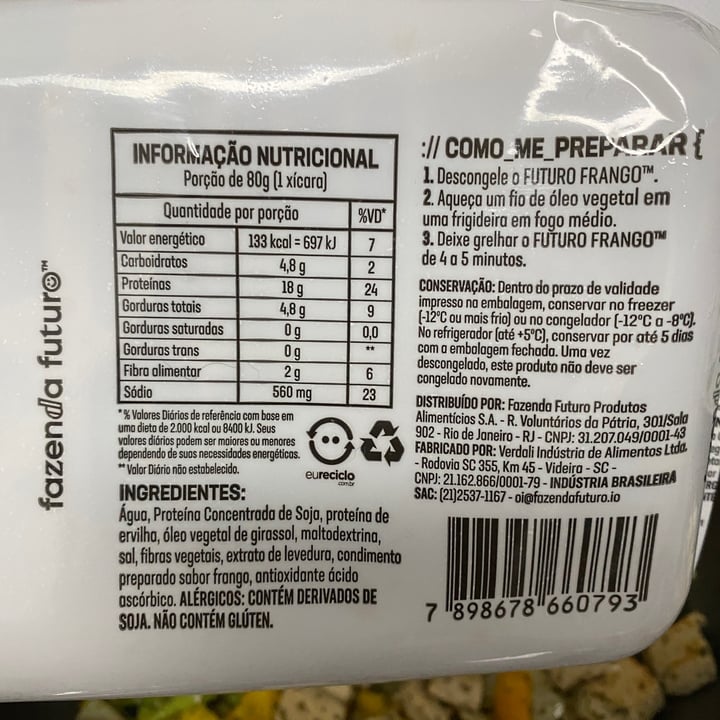 fazenda futuro™
INFORMAÇÃO NUTRICIONAL
Porção de 80g (1 xícara)
Quantidade por porção %VD*
Valor energético 133 kcal = 697 kJ 7
Carboidratos 4,8 g 2
Proteínas 18 g 24
Gorduras totais 4,8 g 9
Gorduras saturadas 0 g 0,0
Gorduras trans 0 g **
Fibra alimentar 2 g 6
Sódio 560 mg 23
*% Valores Diários de referência com base em
uma dieta de 2.000 kcal ou 8400 kJ. Seus
valores diários podem ser maiores ou menores
dependendo de suas necessidades energéticas.
** Valor Diário não estabelecido.
eureciclo
.com.br
INGREDIENTES:
Água, Proteína Concentrada de Soja, proteína de
ervilha, óleo vegetal de girassol, maltodextrina,
sal, fibras vegetais, extrato de levedura, condimento
preparado sabor frango, antioxidante ácido
ascórbico. ALÉRGICOS: CONTÉM DERIVADOS DE
SOJA. NÃO CONTÉM GLÚTEN.
:// COMO_ME_PREPARAR {
1. Descongele o FUTURO FRANGO™.
2. Aqueça um fio de óleo vegetal em
uma frigideira em fogo médio.
3. Deixe grelhar o FUTURO FRANGO™
de 4 a 5 minutos.
CONSERVAÇÃO: Dentro do prazo de validade
impresso na embalagem, conservar no freezer
(-12°C ou mais frio) ou no congelador (-12°C a -8°C).
No refrigerador (até +5°C), conservar por até 5 dias
com a embalagem fechada. Uma vez
descongelado, este produto não deve ser
congelado novamente.
DISTRIBUÍDO POR: Fazenda Futuro Produtos
Alimentícios S.A. - R. Voluntários da Pátria, 301/Sala
902 - Rio de Janeiro - RJ - CNPJ: 31.207.049/0001-43
FABRICADO POR: Verdali Indústria de Alimentos Ltda.
- Rodovia SC 355, Km 45 - Videira - SC -
CNPJ: 21.162.866/0001-79 - INDÚSTRIA BRASILEIRA
SAC: (21)2537-1167 - oi@fazendafuturo.io
7 898678 660793